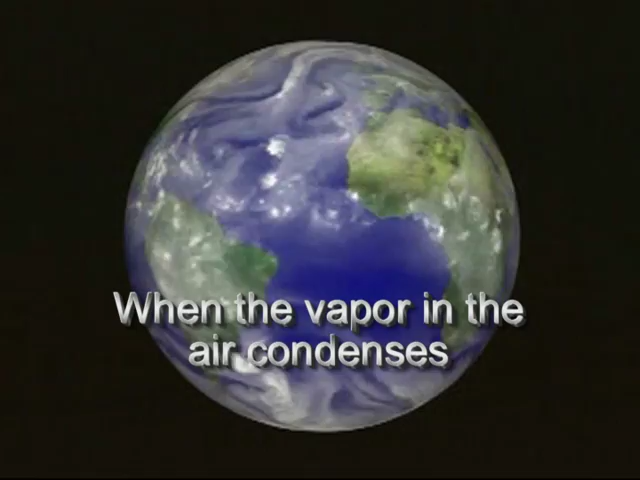 When the vapor in the
air condenses